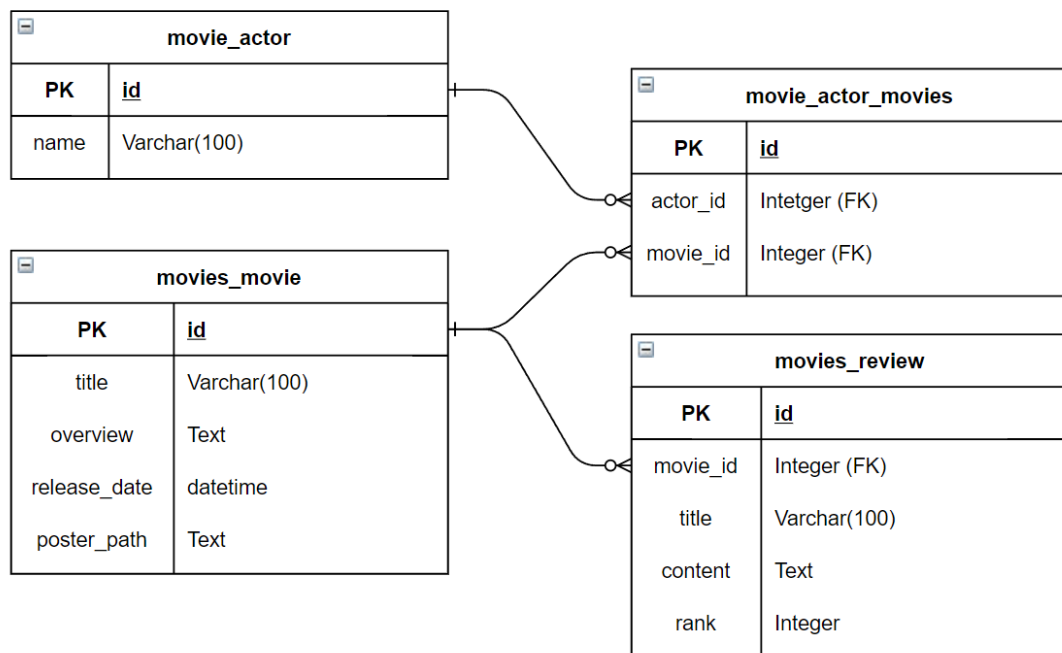 movie_actor
PK id
name Varchar(100)
movies_movie
PK id
title Varchar(100)
overview Text
release_date datetime
poster_path Text
movie_actor_movies
PK id
actor_id Intetger (FK)
movie_id Integer (FK)
movies_review
PK id
movie_id Integer (FK)
title Varchar(100)
content Text
rank Integer